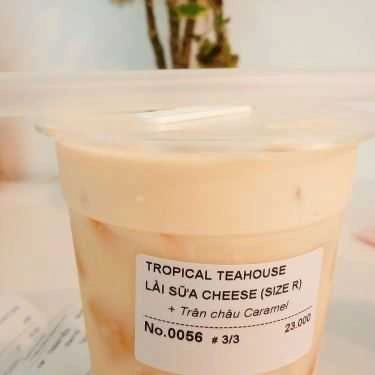 TROPICAL TEAHOUSE
LÀI SỮA CHEESE (SIZE R)
+ Trân châu Caramel
23.000
No.0056 # 3/3